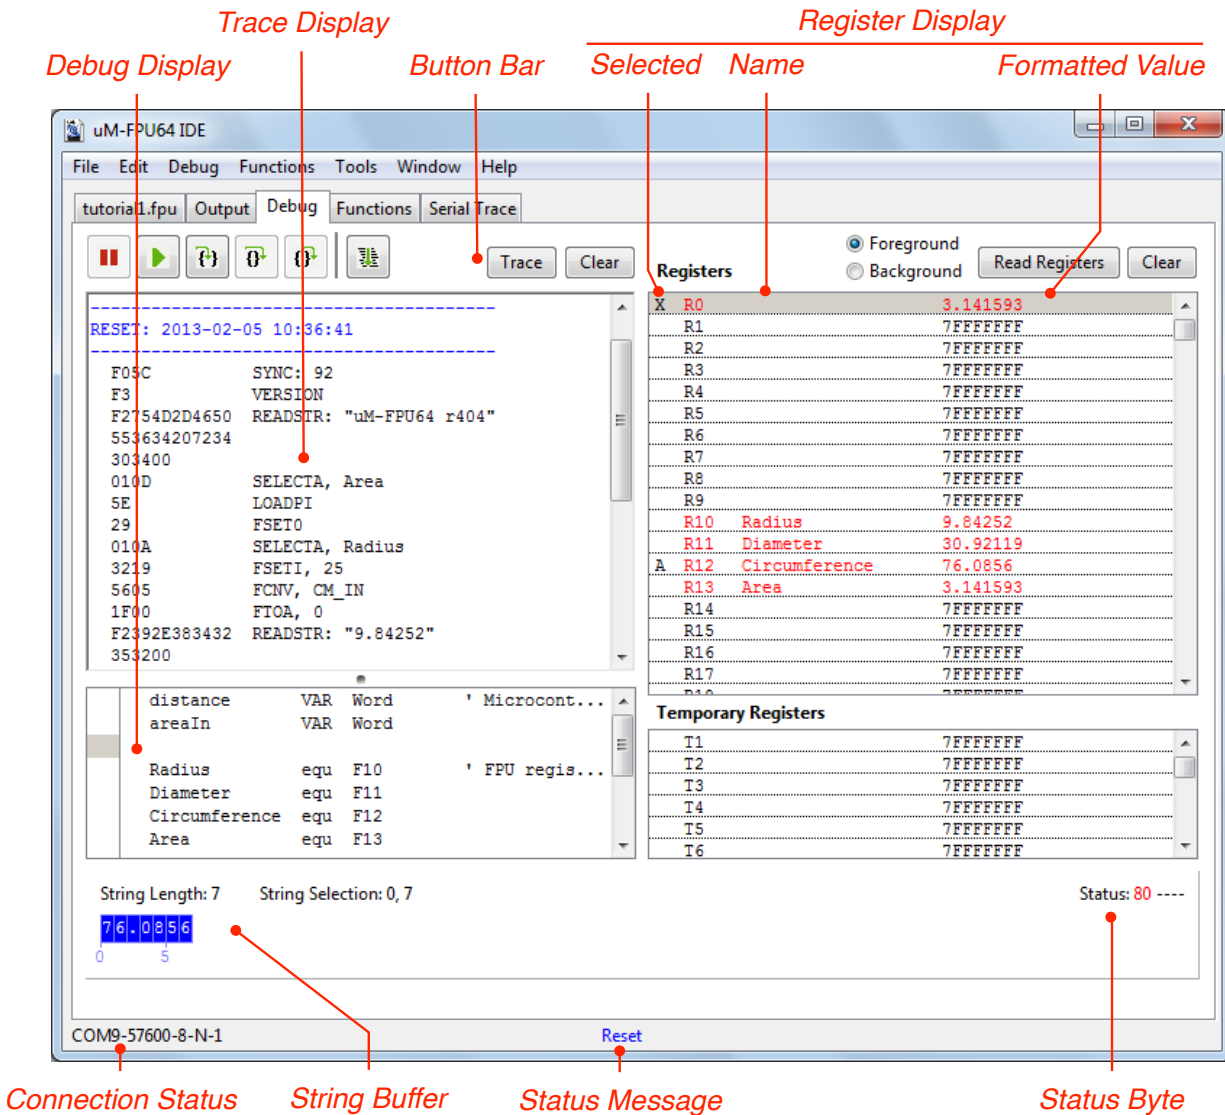 Trace Display
Register Display
Debug Display
Button Bar
Selected
Name
Formatted Value
uM-FPU64 IDE
File Edit Debug Functions Tools Window Help
tutorial1.fpu Output Debug Functions Serial Trace
Trace Clear
Registers
Foreground
Background
Read Registers Clear
----------------------------------------
RESET: 2013-02-05 10:36:41
----------------------------------------
F05C SYNC: 92
F3 VERSION
F2754D2D4650 READSTR: "uM-FPU64 r404"
553634207234
303400
010D SELECTA, Area
5E LOADPI
29 FSET0
010A SELECTA, Radius
3219 FSETI, 25
5605 FCNV, CM_IN
1F00 FTOA, 0
F2392E383432 READSTR: "9.84252"
353200
X R0 3.141593
R1 7FFFFFFF
R2 7FFFFFFF
R3 7FFFFFFF
R4 7FFFFFFF
R5 7FFFFFFF
R6 7FFFFFFF
R7 7FFFFFFF
R8 7FFFFFFF
R9 7FFFFFFF
R10 Radius 9.84252
R11 Diameter 30.92119
A R12 Circumference 76.0856
R13 Area 3.141593
R14 7FFFFFFF
R15 7FFFFFFF
R16 7FFFFFFF
R17 7FFFFFFF
distance VAR Word ' Microcont...
areaIn VAR Word
Radius equ F10 ' FPU regis...
Diameter equ F11
Circumference equ F12
Area equ F13
Temporary Registers
T1 7FFFFFFF
T2 7FFFFFFF
T3 7FFFFFFF
T4 7FFFFFFF
T5 7FFFFFFF
T6 7FFFFFFF
String Length: 7 String Selection: 0, 7
Status: 80 ----
76.0856
0 5
COM9-57600-8-N-1
Reset
Connection Status
String Buffer
Status Message
Status Byte